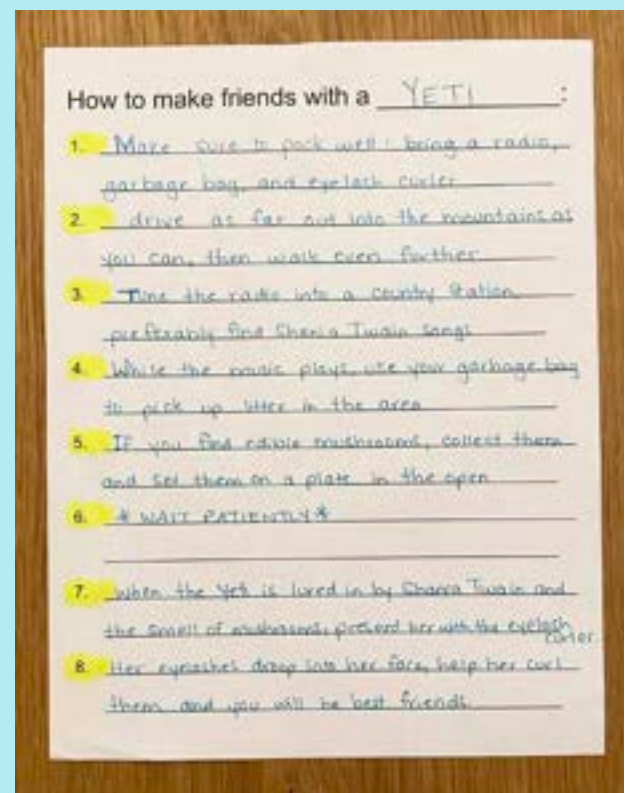 How to make friends with a YETI :
1. Make sure to pack well: bring a radio,
garbage bag, and eyelash curler
2. drive as far out into the mountains as
you can, then walk even further
3. Tune the radio into a country station
preferably find Shania Twain songs
4. While the music plays, use your garbage bag
to pick up litter in the area
5. If you find edible mushrooms, collect them
and set them on a plate in the open
6. *WAIT PATIENTLY*
7. When the Yeti is lured in by Shania Twain and
the smell of mushrooms, present her with the eyelash
curler
8. Her eyelashes droop into her face, help her curl
them and you will be best friends.